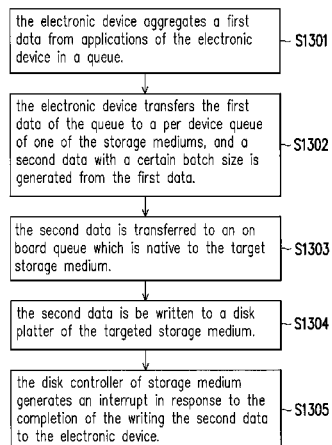 the electronic device aggregates a first
data from applications of the electronic
device in a queue.
S1301
the electronic device transfers the first
data of the queue to a per device queue
of one of the storage mediums, and a
second data with a certain batch size is
generated from the first data.
S1302
the second data is transferred to an on
board queue which is native to the target
storage medium.
S1303
the second data is be written to a disk
platter of the targeted storage medium.
S1304
the disk controller of storage medium
generates an interrupt in response to the
completion of the writing the second data
to the electronic device.
S1305